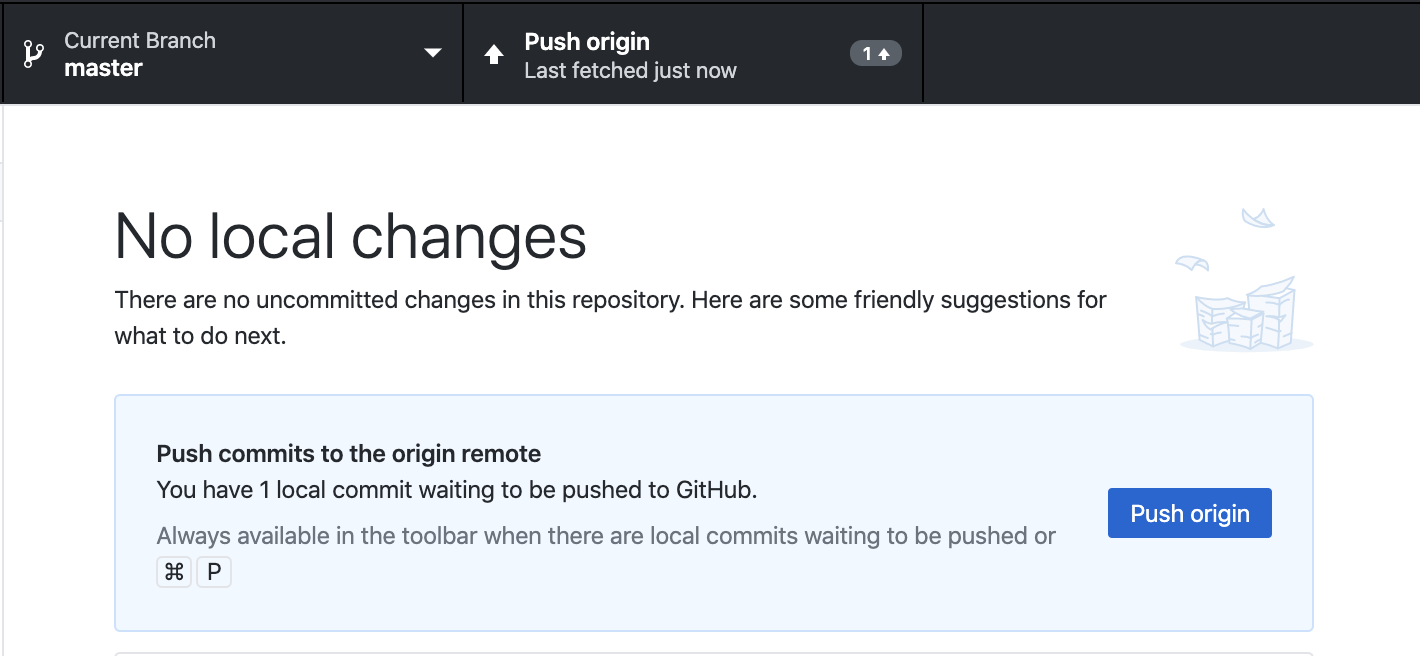 Current Branch
master
Push origin
Last fetched just now
1
No local changes
There are no uncommitted changes in this repository. Here are some friendly suggestions for
what to do next.
Push commits to the origin remote
You have 1 local commit waiting to be pushed to GitHub.
Always available in the toolbar when there are local commits waiting to be pushed or
⌘ P
Push origin